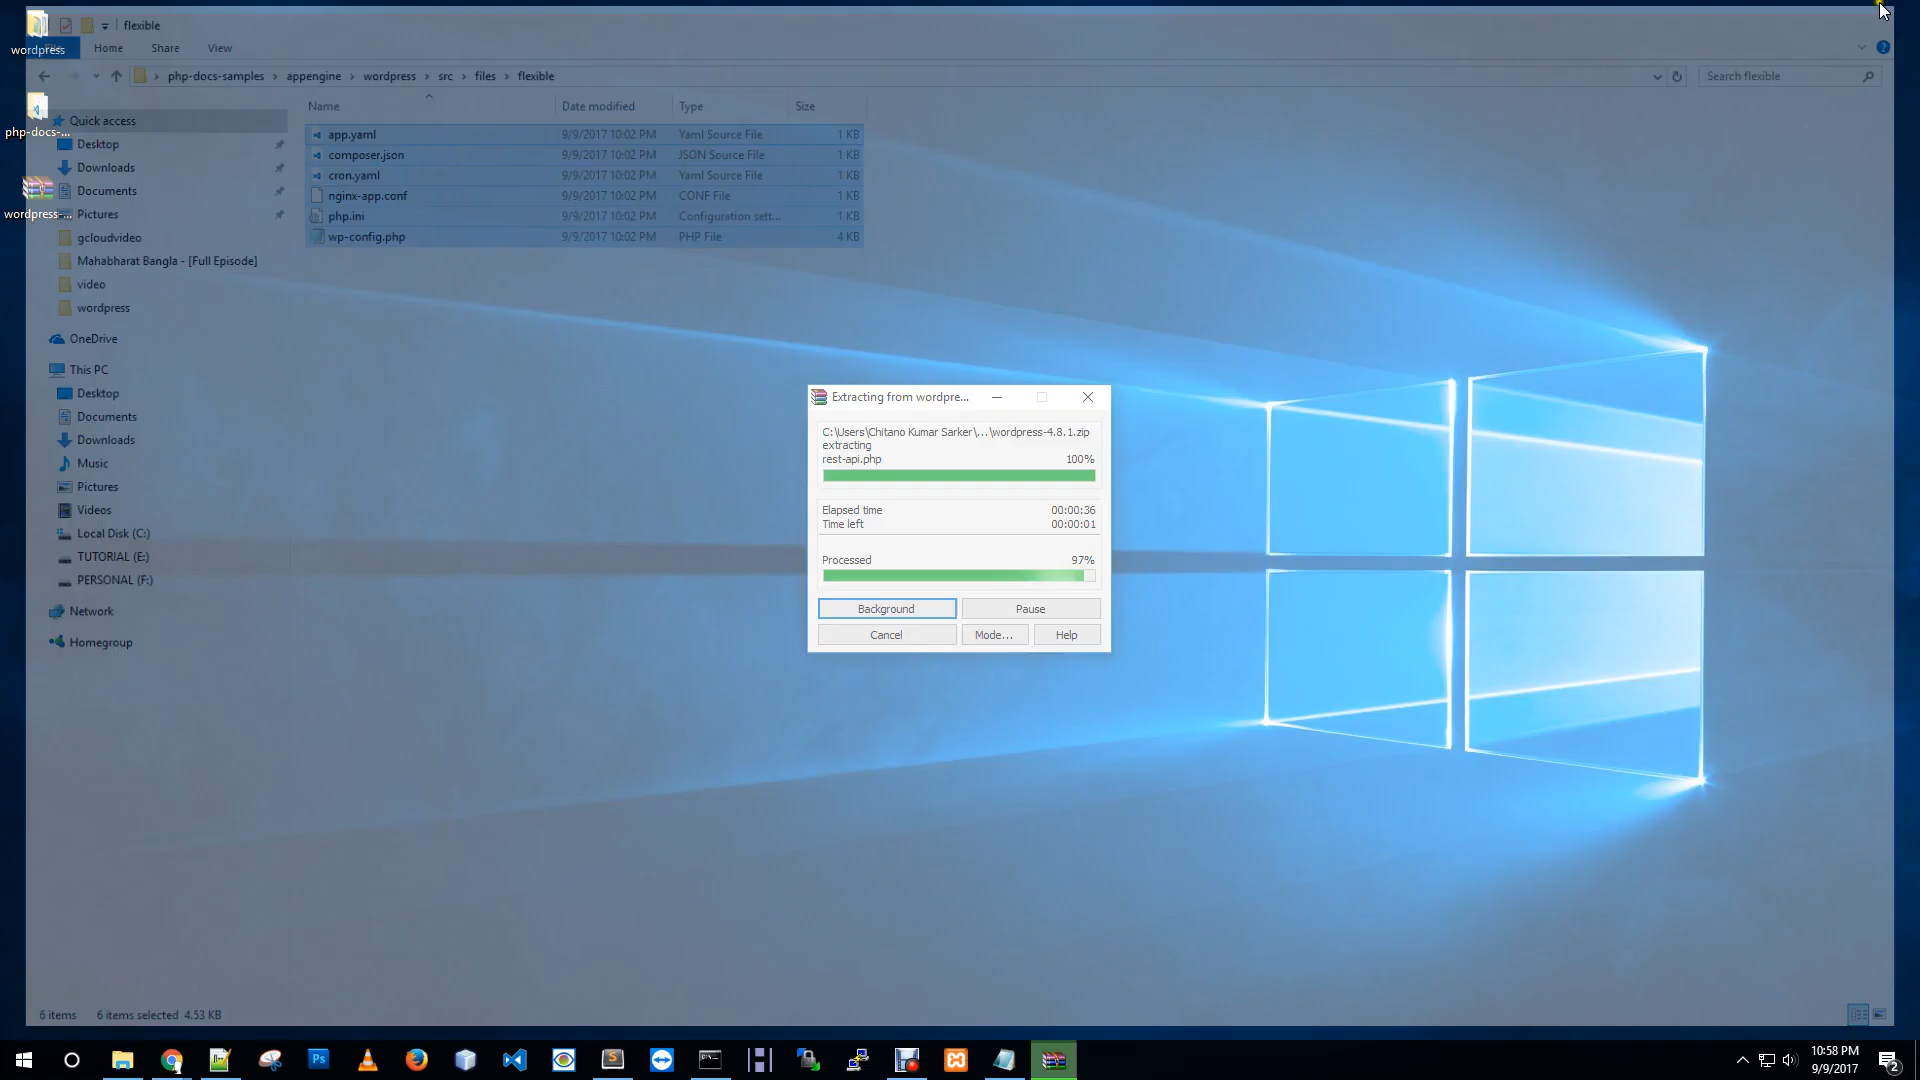 flexible
wordpress
File
Home
Share
View
php-docs-samples
appengine
wordpress
src
files
flexible
Search flexible
Name
Date modified
Type
Size
php-docs-...
wordpress-...
Quick access
Desktop
Downloads
Documents
Pictures
gcloudvideo
Mahabharat Bangla - [Full Episode]
video
wordpress
OneDrive
This PC
Desktop
Documents
Downloads
Music
Pictures
Videos
Local Disk (C:)
TUTORIAL (E:)
PERSONAL (F:)
Network
Homegroup
app.yaml 9/9/2017 10:02 PM Yaml Source File 1 KB
composer.json 9/9/2017 10:02 PM JSON Source File 1 KB
cron.yaml 9/9/2017 10:02 PM Yaml Source File 1 KB
nginx-app.conf 9/9/2017 10:02 PM CONF File 1 KB
php.ini 9/9/2017 10:02 PM Configuration sett... 1 KB
wp-config.php 9/9/2017 10:02 PM PHP File 4 KB
Extracting from wordpre...
C:\Users\Chitano Kumar Sarker\,...\wordpress-4.8.1.zip
extracting
rest-api.php 100%
Elapsed time 00:00:36
Time left 00:00:01
Processed 97%
Background
Pause
Cancel
Mode...
Help
6 items 6 items selected 4.53 KB
Ps
10:58 PM
9/9/2017
2